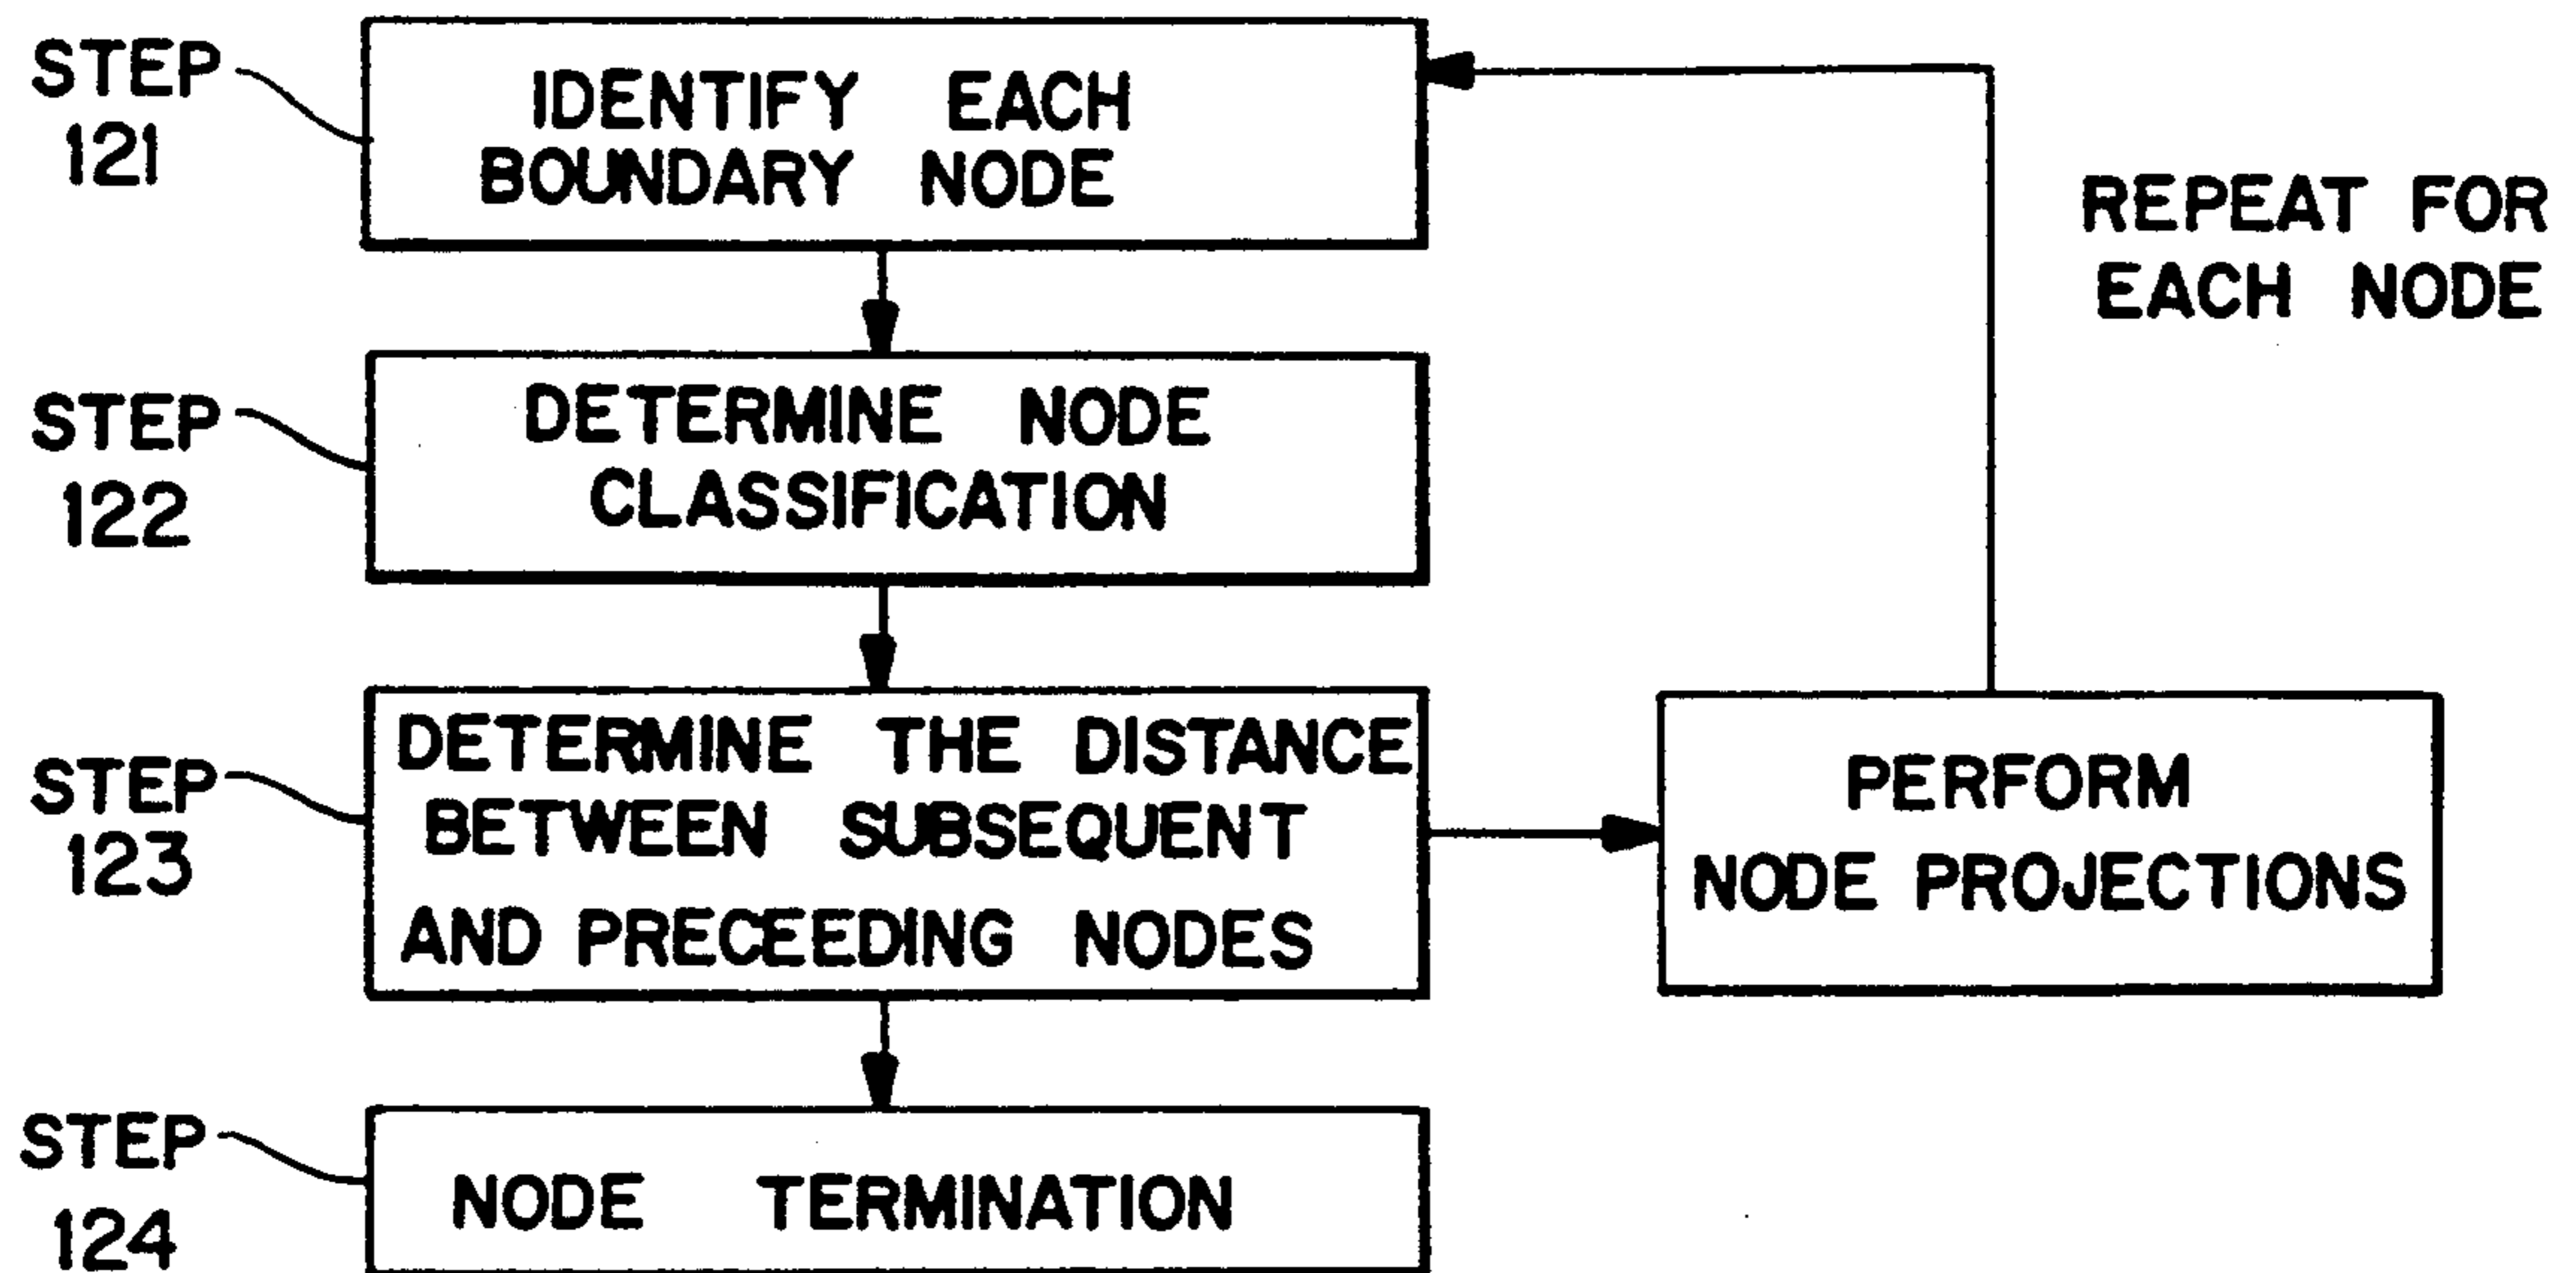 STEP
121
IDENTIFY EACH
BOUNDARY NODE
REPEAT FOR
EACH NODE
STEP
122
DETERMINE NODE
CLASSIFICATION
STEP
123
DETERMINE THE DISTANCE
BETWEEN SUBSEQUENT
AND PRECEEDING NODES
PERFORM
NODE PROJECTIONS
STEP
124
NODE TERMINATION